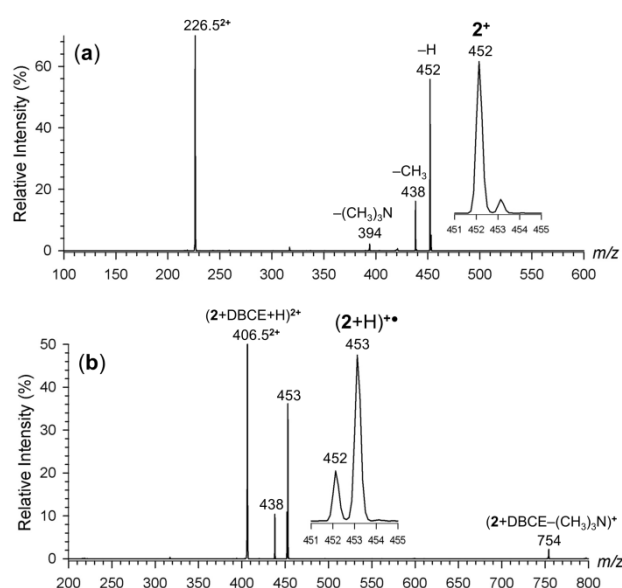 (a)
226.5²⁺
–H
452
2⁺
452
453
451 452 453 454 455
–CH₃
438
–(CH₃)₃N
394
Relative Intensity (%)
60
40
20
0
100 150 200 250 300 350 400 450 500 550 600
m/z
(b)
(2+DBCE+H)²⁺
406.5²⁺
(2+H)⁺•
453
452
451 452 453 454 455
453
438
(2+DBCE–(CH₃)₃N)⁺
754
Relative Intensity (%)
50
40
30
20
10
0
200 250 300 350 400 450 500 550 600 650 700 750 800
m/z